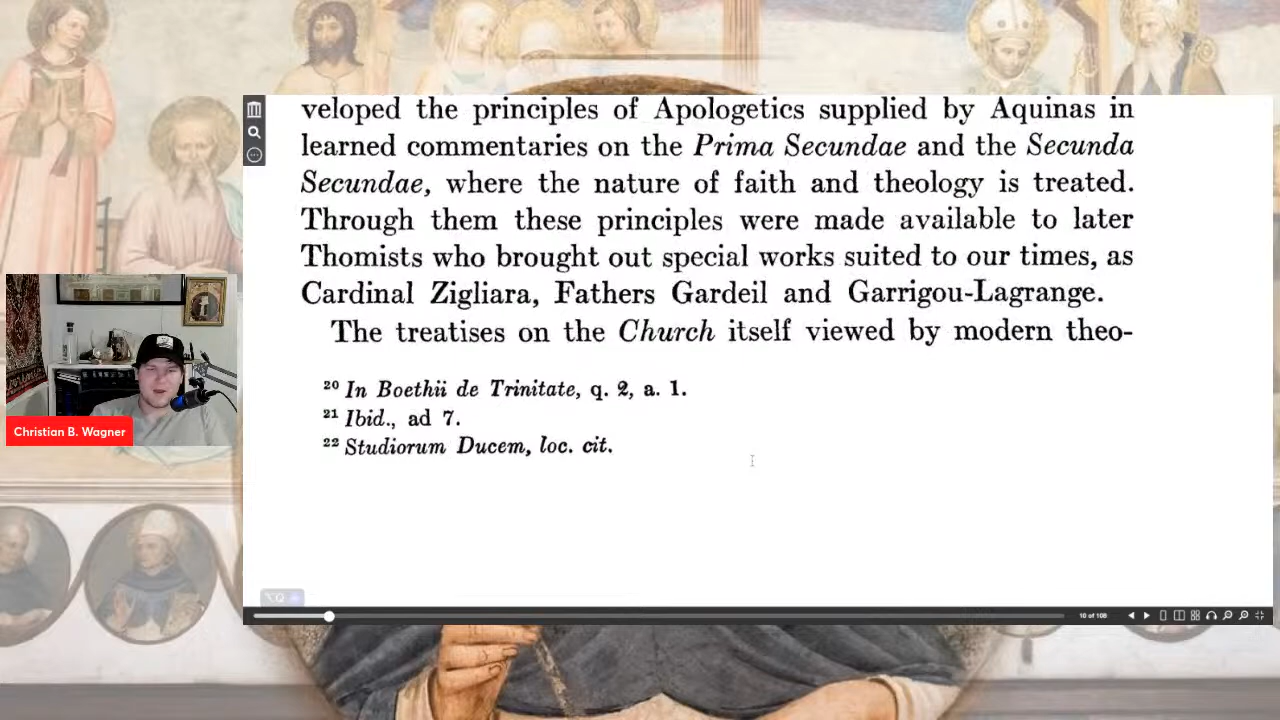 veloped the principles of Apologetics supplied by Aquinas in
learned commentaries on the Prima Secundae and the Secunda
Secundae, where the nature of faith and theology is treated.
Through them these principles were made available to later
Thomists who brought out special works suited to our times, as
Cardinal Zigliara, Fathers Gardeil and Garrigou-Lagrange.
The treatises on the Church itself viewed by modern theo-
20 In Boethii de Trinitate, q. 2, a. 1.
21 Ibid., ad 7.
22 Studiorum Ducem, loc. cit.
Christian B. Wagner